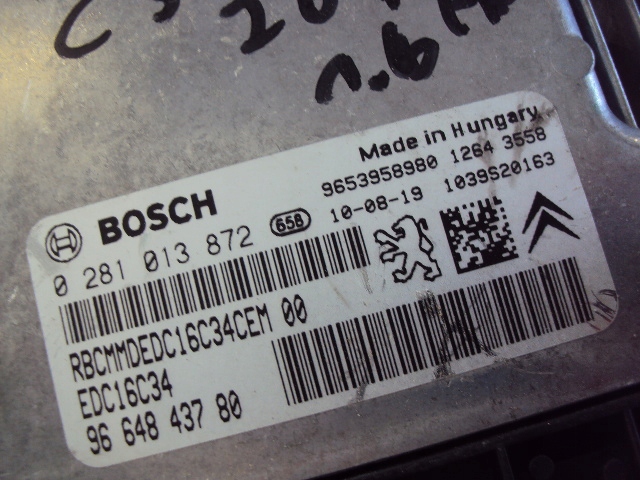 C3
1.6
Made in Hungary
BOSCH
9653958980 1264 3558
658 10-08-19 1039S20163
0 281 013 872
RBCMMDEDC16C34CEM 00
EDC16C34
96 648 437 80